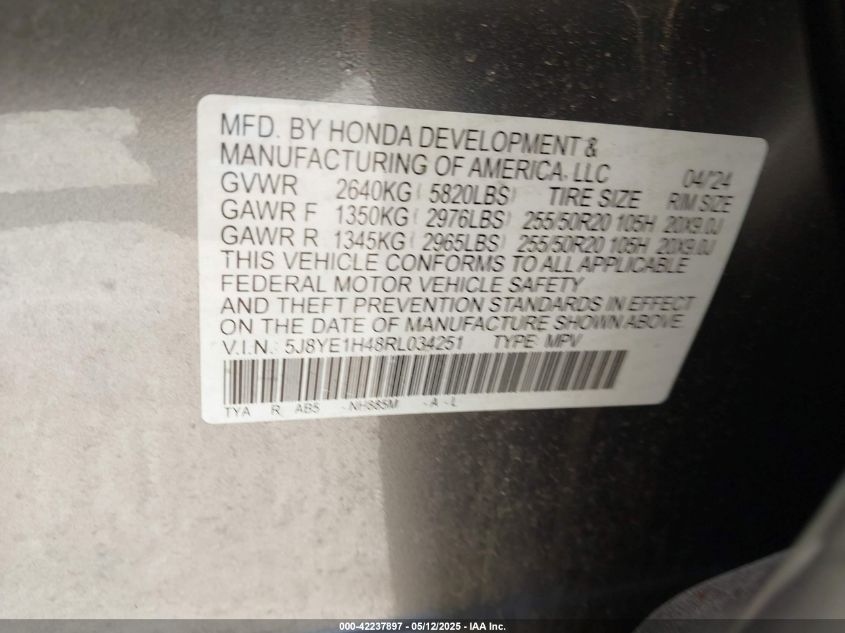 MFD. BY HONDA DEVELOPMENT &
MANUFACTURING OF AMERICA, LLC 04/'24
GVWR 2640KG ( 5820LBS) TIRE SIZE RIM SIZE
GAWR F 1350KG ( 2976LBS) 255/50R20 105H 20X9.0J
GAWR R 1345KG ( 2965LBS) 255/50R20 105H 20X9.0J
THIS VEHICLE CONFORMS TO ALL APPLICABLE
FEDERAL MOTOR VEHICLE SAFETY
AND THEFT PREVENTION STANDARDS IN EFFECT
ON THE DATE OF MANUFACTURE SHOWN ABOVE.
V.I.N.: 5J8YE1H48RL034251 TYPE: MPV
TYA R AB5 -NH885M -A -L
000-42237897 - 05/12/2025 - IAA Inc.